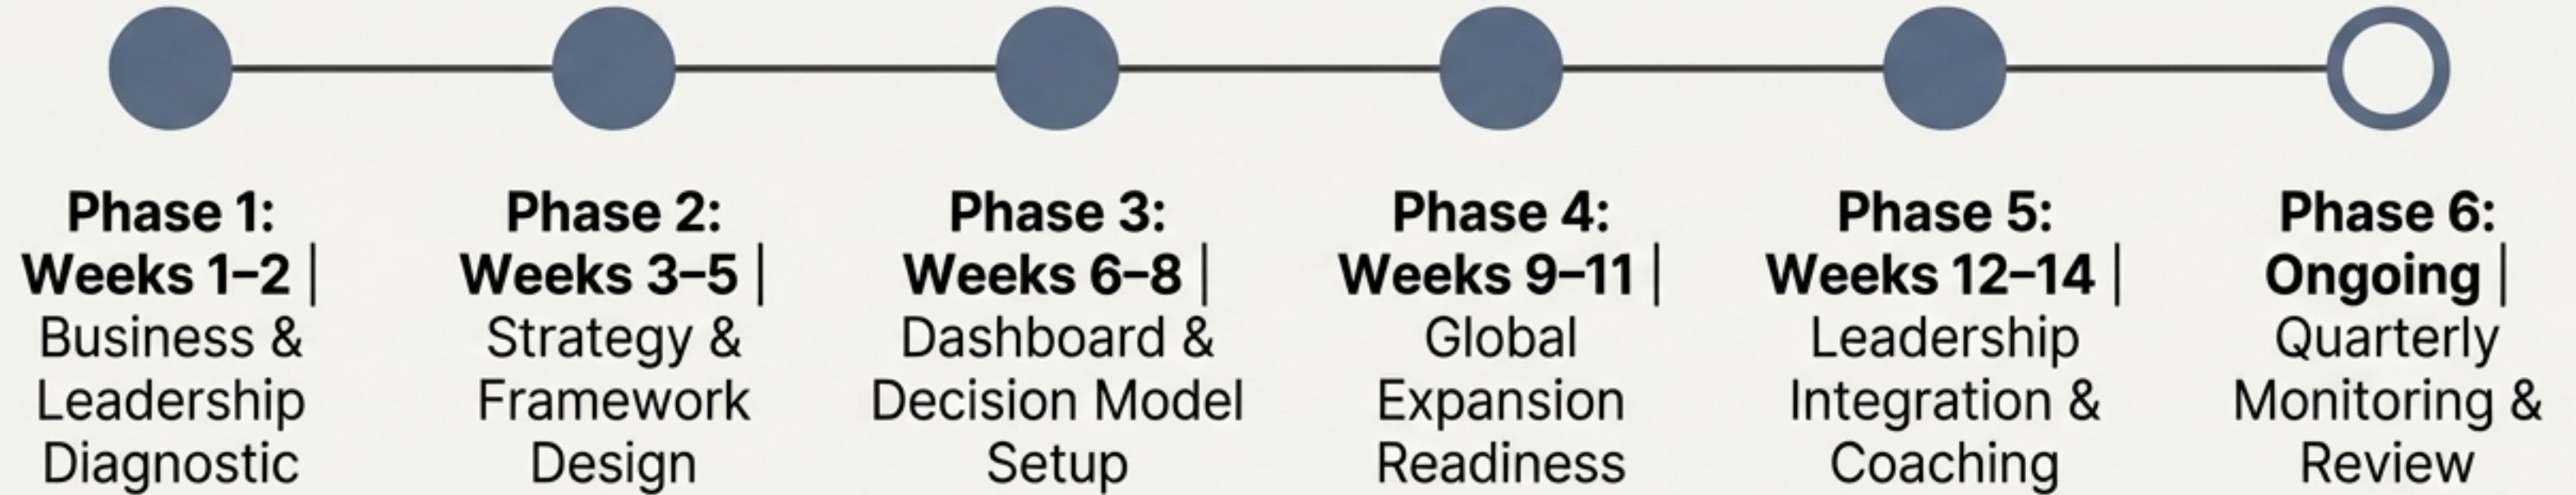 Phase 1:
Weeks 1–2 |
Business &
Leadership
Diagnostic
Phase 2:
Weeks 3–5 |
Strategy &
Framework
Design
Phase 3:
Weeks 6–8 |
Dashboard &
Decision Model
Setup
Phase 4:
Weeks 9–11 |
Global
Expansion
Readiness
Phase 5:
Weeks 12–14 |
Leadership
Integration &
Coaching
Phase 6:
Ongoing |
Quarterly
Monitoring &
Review